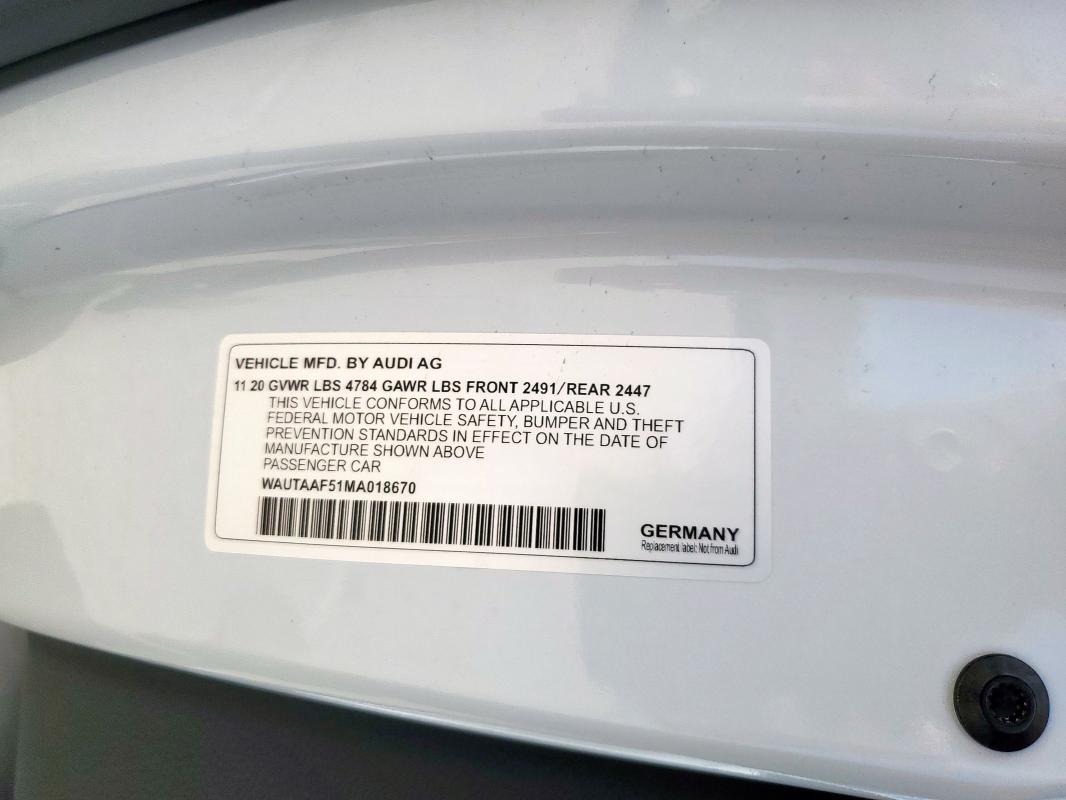 VEHICLE MFD. BY AUDI AG
11 20 GVWR LBS 4784 GAWR LBS FRONT 2491/REAR 2447
THIS VEHICLE CONFORMS TO ALL APPLICABLE U.S.
FEDERAL MOTOR VEHICLE SAFETY, BUMPER AND THEFT
PREVENTION STANDARDS IN EFFECT ON THE DATE OF
MANUFACTURE SHOWN ABOVE
PASSENGER CAR
WAUTAAF51MA018670
GERMANY
Replacement label: Not from Audi